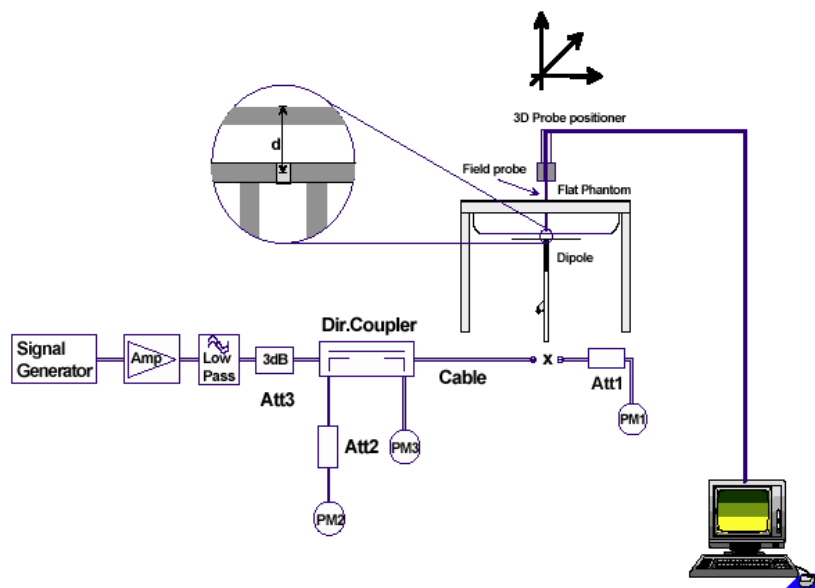 d
3D Probe positioner
Field probe
Flat Phantom
Dipole
Dir.Coupler
Signal
Generator
Amp
Low
Pass
3dB
Att3
Cable
x
Att1
PM1
Att2
PM3
PM2